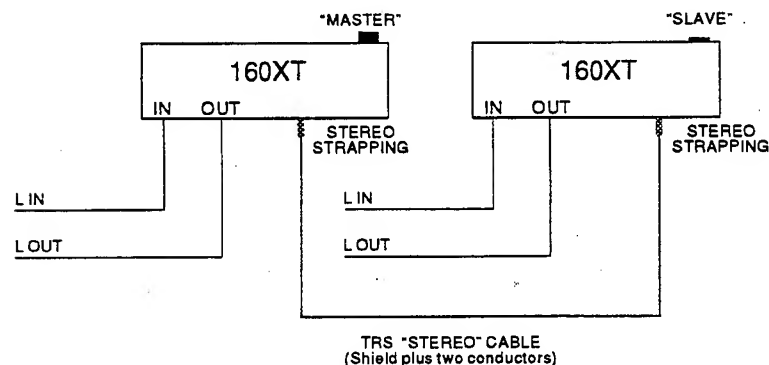 "MASTER"
"SLAVE"
160XT
160XT
IN OUT
IN OUT
STEREO
STRAPPING
STEREO
STRAPPING
L IN
L IN
L OUT
L OUT
TRS "STEREO" CABLE
(Shield plus two conductors)